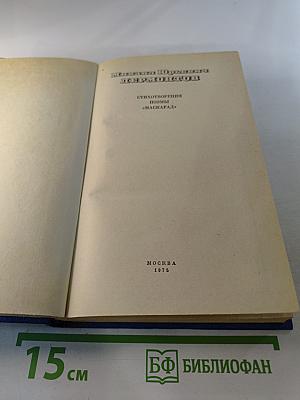 Михаил Юрьевич
ЛЕРМОНТОВ
СТИХОТВОРЕНИЯ
ПОЭМЫ
«МАСКАРАД»
МОСКВА
1975
15 см
БФ БИБЛИОФАН